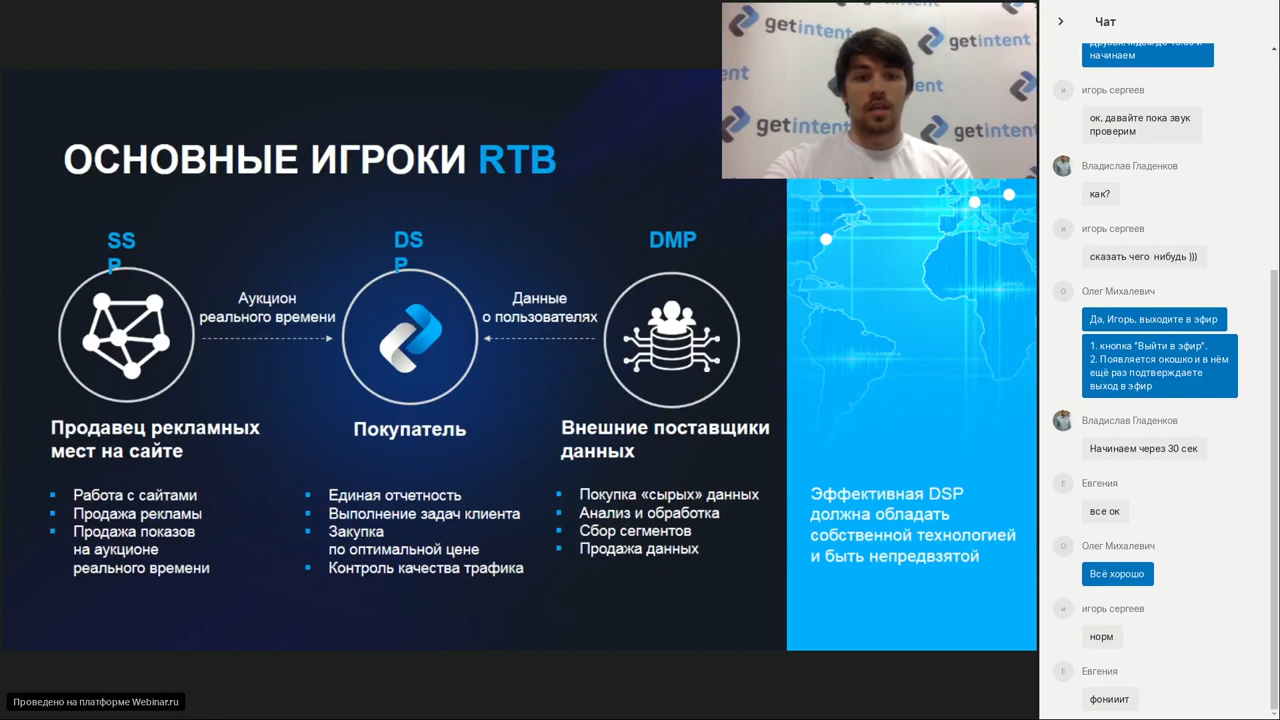 ОСНОВНЫЕ ИГРОКИ RTB
SS
P
Аукцион
реального времени
DS
P
Данные
о пользователях
DMP
Продавец рекламных
мест на сайте
Работа с сайтами
Продажа рекламы
Продажа показов
на аукционе
реального времени
Покупатель
Единая отчетность
Выполнение задач клиента
Закупка
по оптимальной цене
Контроль качества трафика
Внешние поставщики
данных
Покупка «сырых» данных
Анализ и обработка
Сбор сегментов
Продажа данных
getintent
getintent
getintent
getintent
Эффективная DSP
должна обладать
собственной технологией
и быть непредвзятой
Проведено на платформе Webinar.ru
Чат
начинаем
и
игорь сергеев
ок, давайте пока звук
проверим
Владислав Гладенков
как?
и
игорь сергеев
сказать чего нибудь )))
О
Олег Михалевич
Да, Игорь, выходите в эфир
1. кнопка "Выйти в эфир".
2. Появляется окошко и в нём
ещё раз подтверждаете
выход в эфир
Владислав Гладенков
Начинаем через 30 сек
Е
Евгения
все ок
О
Олег Михалевич
Всё хорошо
и
игорь сергеев
норм
Е
Евгения
фонииит